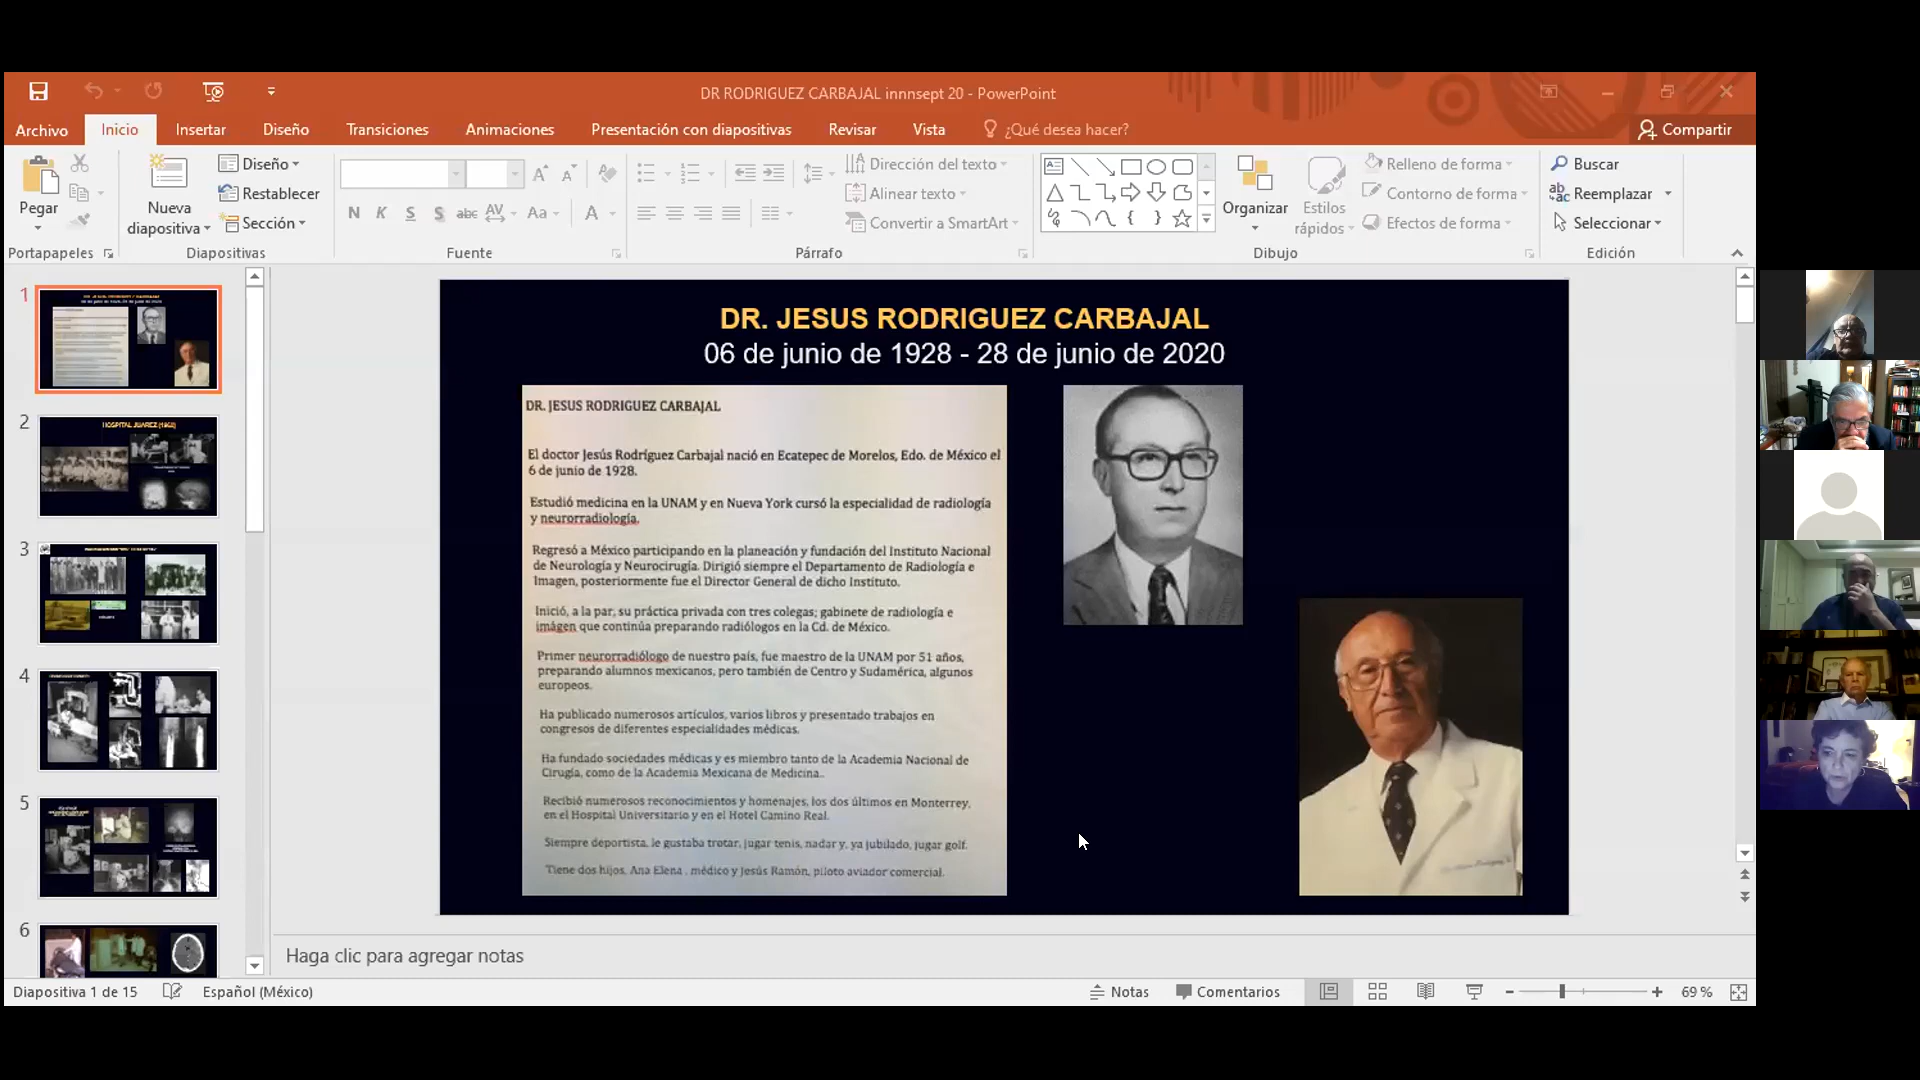 DR RODRIGUEZ CARBAJAL innnsept 20 - PowerPoint
Archivo
Inicio
Insertar
Diseño
Transiciones
Animaciones
Presentación con diapositivas
Revisar
Vista
¿Qué desea hacer?
Compartir
Pegar
Nueva
diapositiva
Diseño
Restablecer
Sección
N K S S abc AV Aa A
Dirección del texto
Alinear texto
Convertir a SmartArt
Organizar
Estilos
rápidos
Relleno de forma
Contorno de forma
Efectos de forma
Buscar
Reemplazar
Seleccionar
Portapapeles
Diapositivas
Fuente
Párrafo
Dibujo
Edición
1
2
HOSPITAL JUAREZ (1962)
3
4
5
6
DR. JESUS RODRIGUEZ CARBAJAL
06 de junio de 1928 - 28 de junio de 2020
DR. JESUS RODRIGUEZ CARBAJAL
El doctor Jesús Rodríguez Carbajal nació en Ecatepec de Morelos, Edo. de México el
6 de junio de 1928.
Estudió medicina en la UNAM y en Nueva York cursó la especialidad de radiología
y neurorradiología.
Regresó a México participando en la planeación y fundación del Instituto Nacional
de Neurología y Neurocirugía. Dirigió siempre el Departamento de Radiología e
Imagen, posteriormente fue el Director General de dicho Instituto.
Inició, a la par, su práctica privada con tres colegas; gabinete de radiología e
imágen que continúa preparando radiólogos en la Cd. de México.
Primer neurorradiólogo de nuestro país, fue maestro de la UNAM por 51 años,
preparando alumnos mexicanos, pero también de Centro y Sudamérica, algunos
europeos.
Ha publicado numerosos artículos, varios libros y presentado trabajos en
congresos de diferentes especialidades médicas.
Ha fundado sociedades médicas y es miembro tanto de la Academia Nacional de
Cirugía, como de la Academia Mexicana de Medicina..
Recibió numerosos reconocimientos y homenajes, los dos últimos en Monterrey,
en el Hospital Universitario y en el Hotel Camino Real.
Siempre deportista, le gustaba trotar, jugar tenis, nadar y, ya jubilado, jugar golf.
Tiene dos hijos, Ana Elena , médico y Jesús Ramón, piloto aviador comercial.
Haga clic para agregar notas
Diapositiva 1 de 15
Español (México)
Notas
Comentarios
69 %